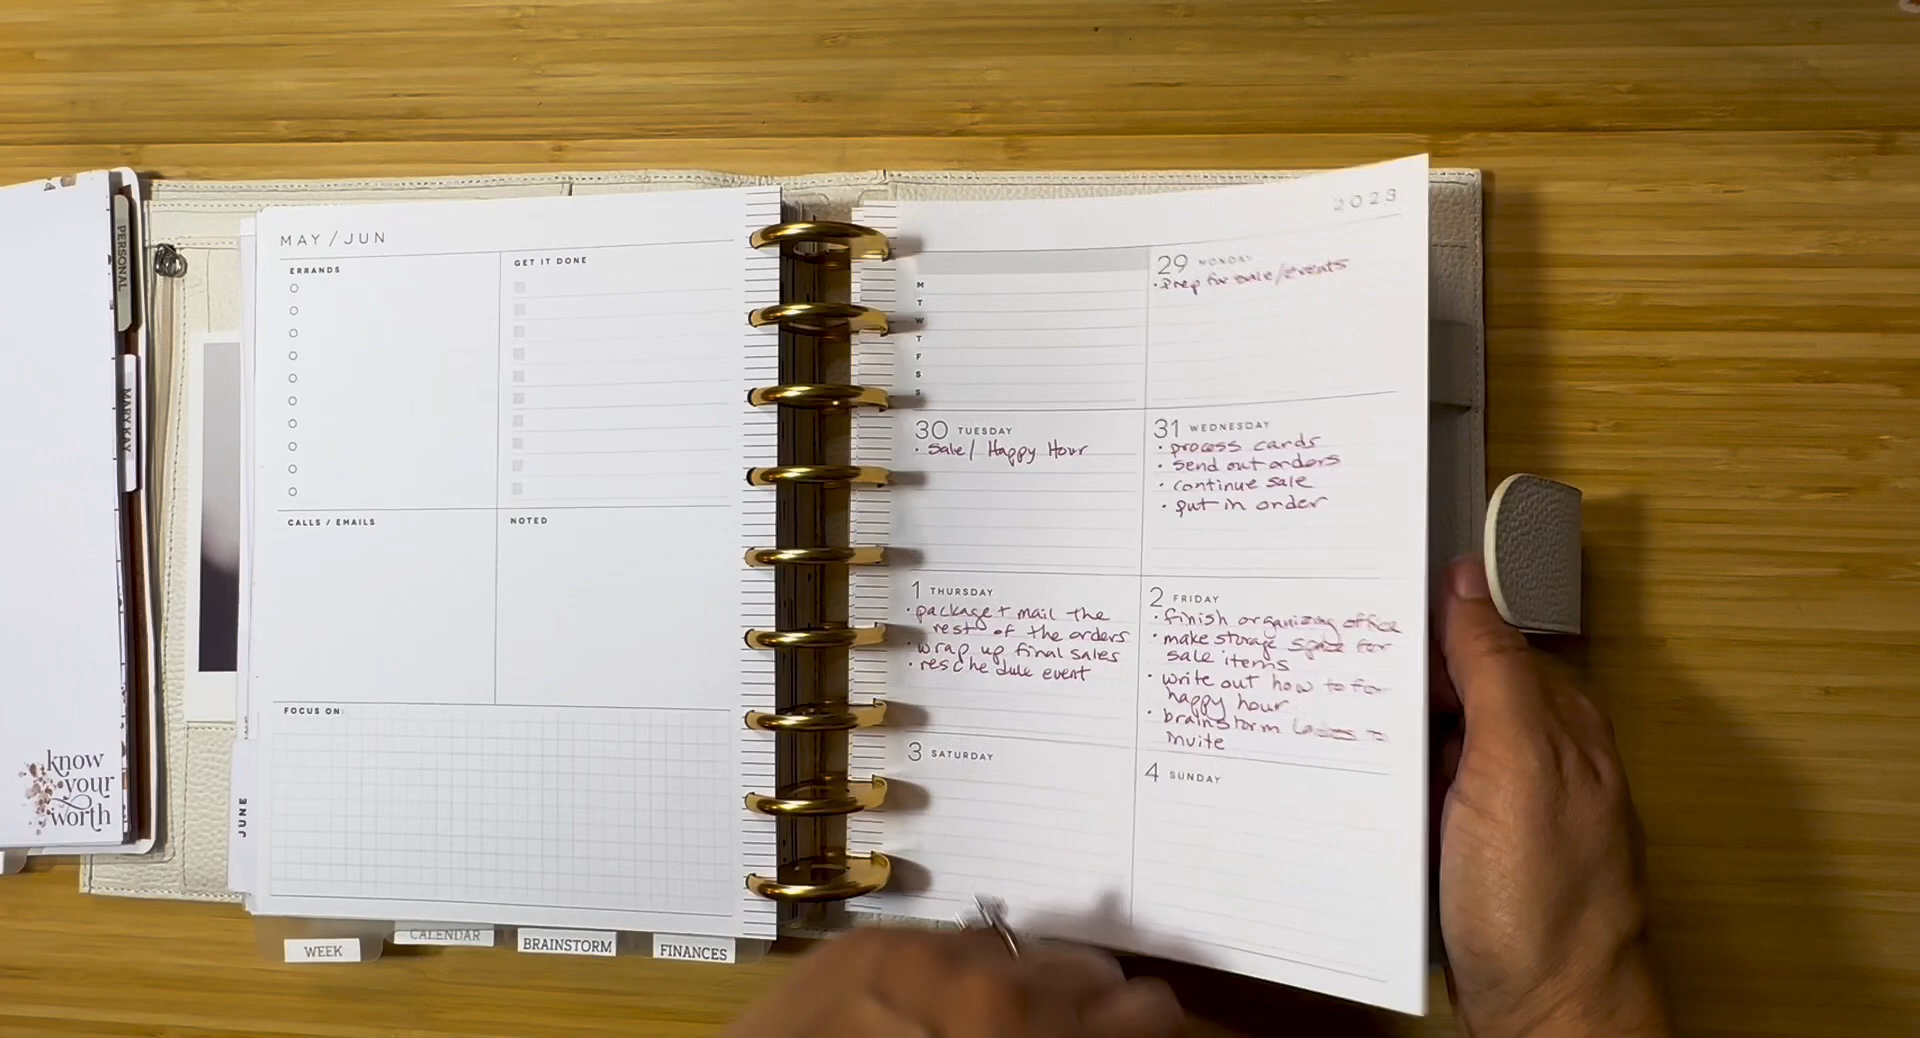 PERSONAL
MARY KAY
know
your
worth
JUNE
MAY / JUN
ERRANDS
GET IT DONE
CALLS / EMAILS
NOTED
FOCUS ON:
WEEK
CALENDAR
BRAINSTORM
FINANCES
2023
M
T
W
T
F
S
S
29 MONDAY
• Prep for sale/events
30 TUESDAY
• Sale / Happy Hour
31 WEDNESDAY
• process cards
• send out orders
• continue sale
• put in order
1 THURSDAY
• package + mail the
rest of the orders
• wrap up final sales
• reschedule event
2 FRIDAY
• finish organizing office
• make storage space for
sale items
• write out how to for
happy hour
• brainstorm
invite
3 SATURDAY
4 SUNDAY